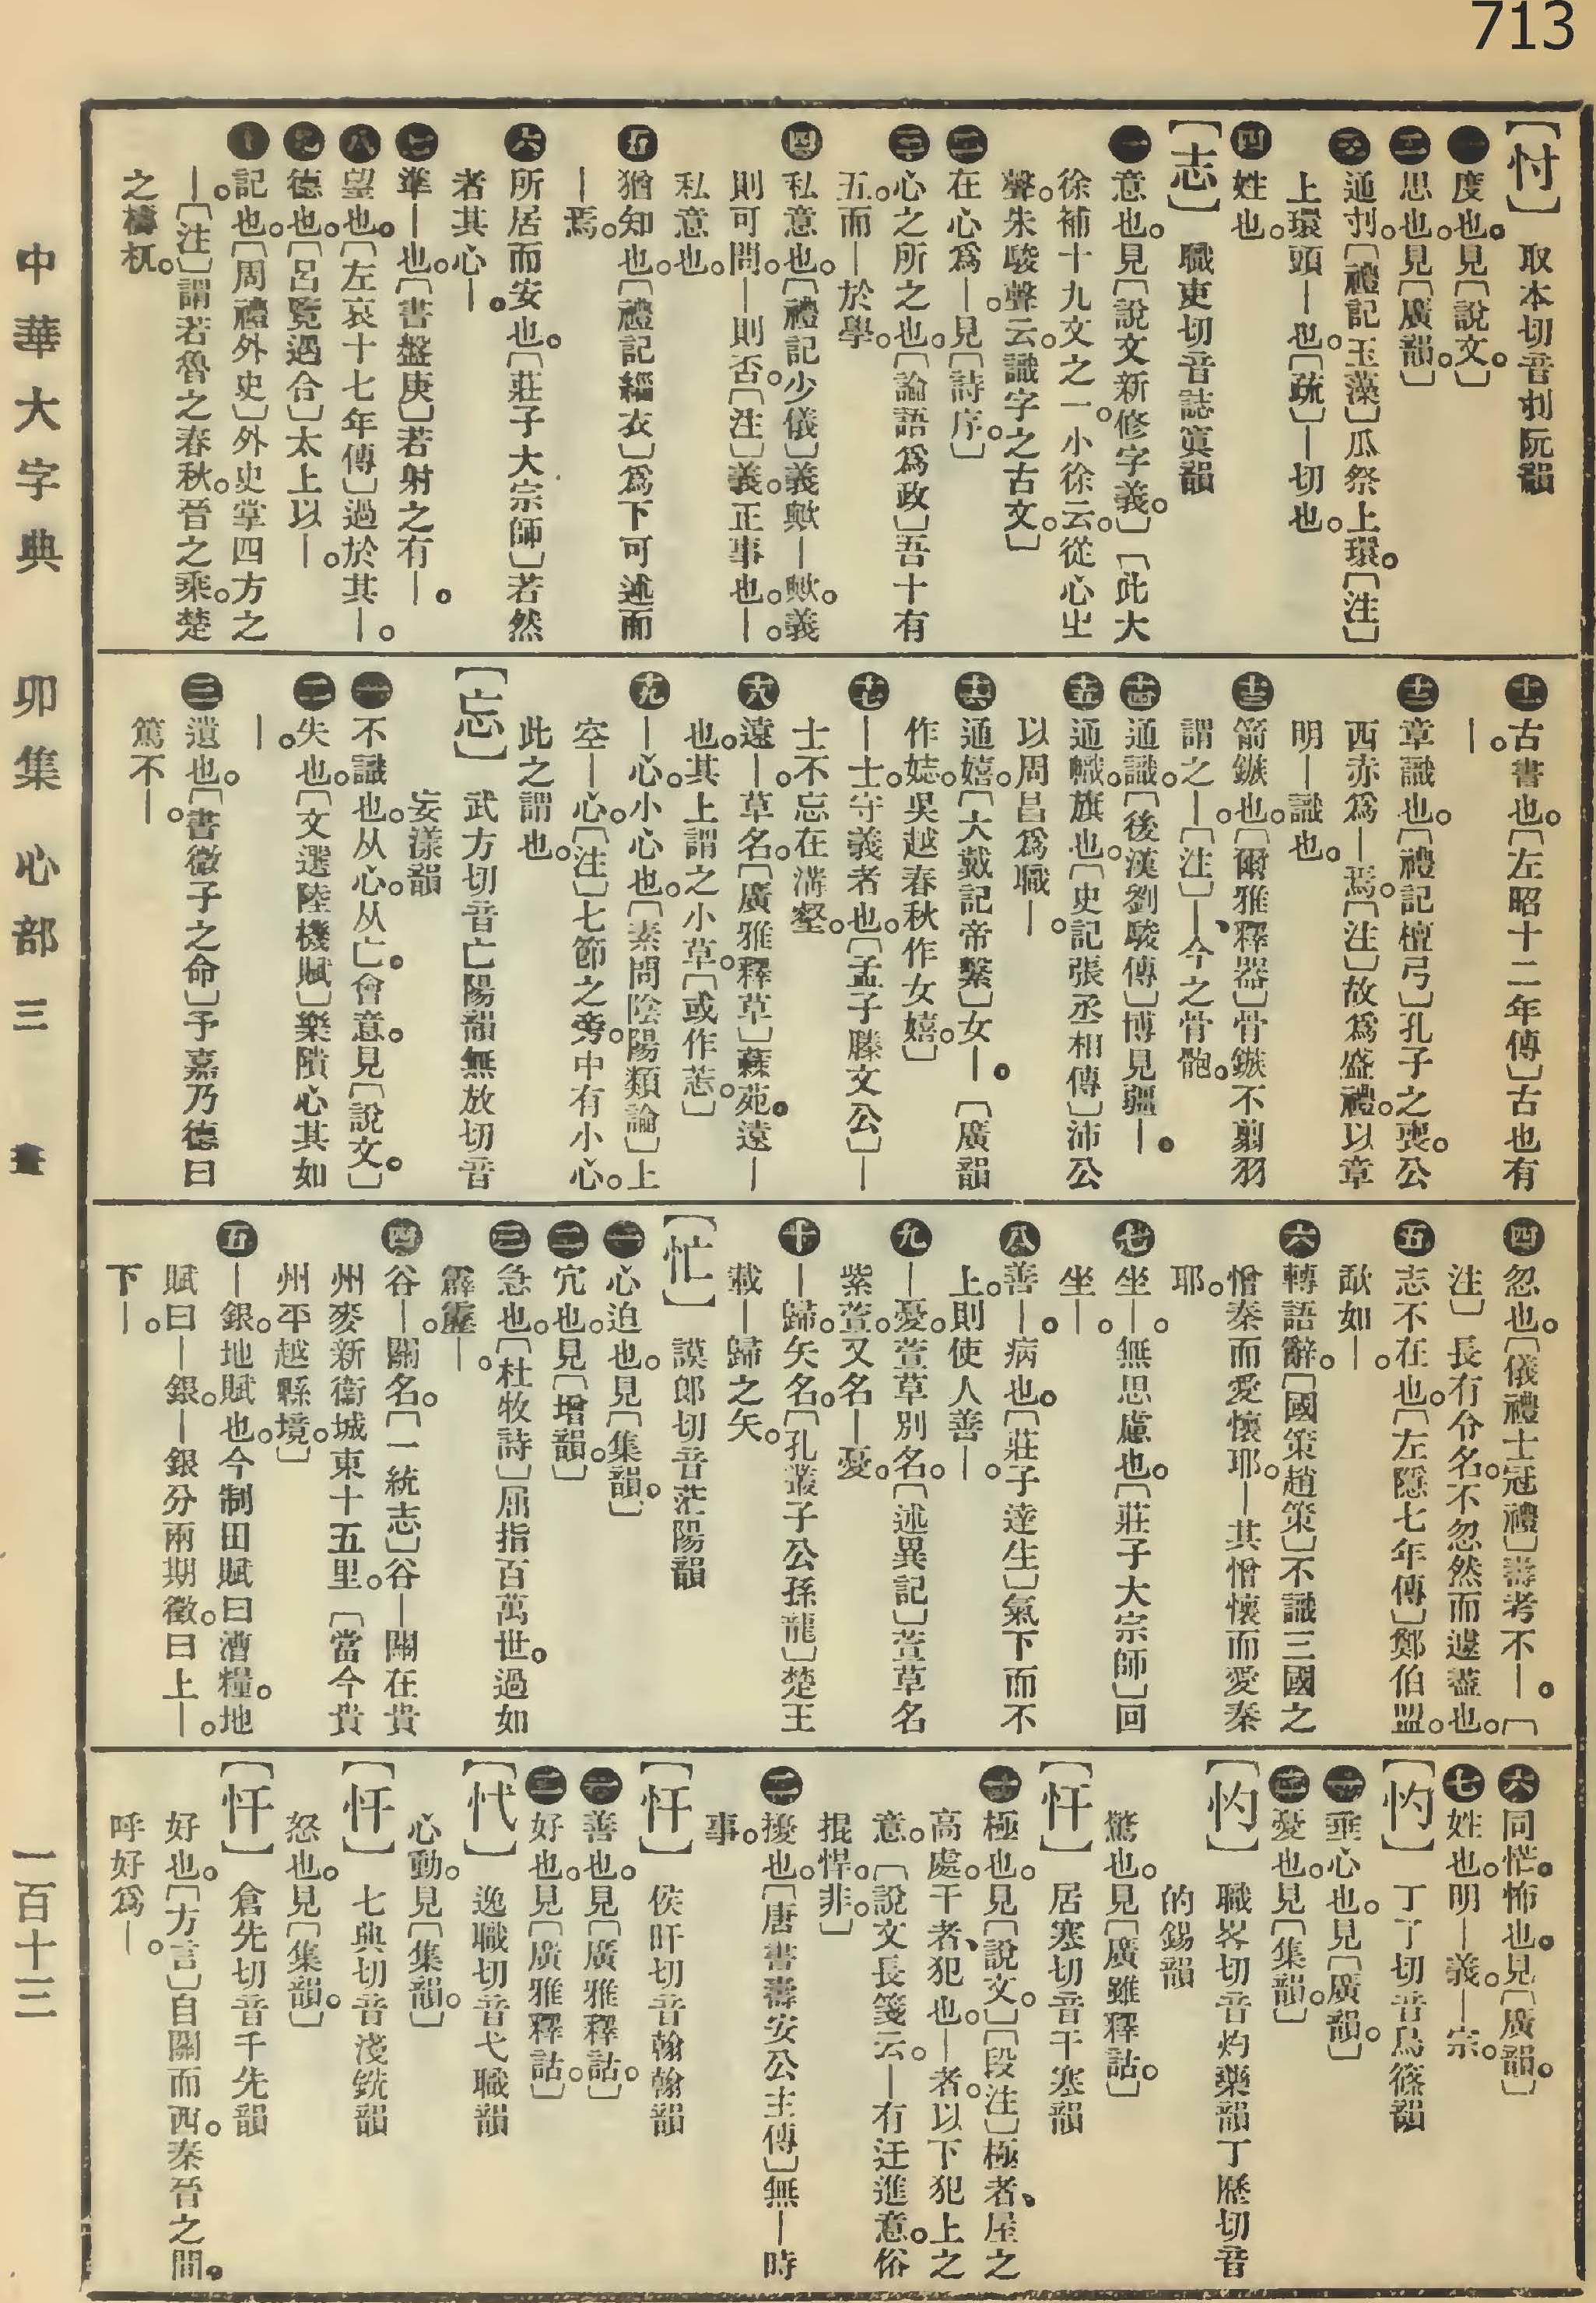 713
【忖】取本切音刌阮韻
㊀度也。見[說文。]
㊁思也。見[廣韻。]
㊂通刌。[禮記玉藻]瓜祭上環。[注]
上環頭—也。[疏]—切也。
㊃姓也。
【志】職吏切音誌寘韻
㊀意也。見[說文新修字義。][此大
徐補十九文之一。小徐云。從心㞢
聲。朱駿聲云。識字之古文。]
㊁在心爲—。見[詩序。]
㊂心之所之也。[論語爲政]吾十有
五。而—於學。
㊃私意也。[禮記少儀]義歟—歟。義
則可問。—則否。[注]義。正事也。—。
私意也。
㊄猶知也。[禮記緇衣]爲下可述而
—焉。
㊅所居而安也。[莊子大宗師]若然
者其心—。
㊆準—也。[書盤庚]若射之有—。
㊇望也。[左哀十七年傳]過於其—。
㊈德也。[呂覽遇合]太上以—。
㊉記也。[周禮外史]外史掌四方之
—。[注]謂若魯之春秋。晉之乘。楚
之檮杌。
十一 古書也。[左昭十二年傳]古也有
—。
十二 章識也。[禮記檀弓]孔子之喪。公
西赤爲—焉。[注]故爲盛禮。以章
明—識也。
十三 箭鏃也。[爾雅釋器]骨鏃不翦羽
謂之—。[注]—、今之骨骲。
十四 通識。[後漢劉駿傳]博見疆—。
十五 通幟。旗也。[史記張丞相傳]沛公
以周昌爲職—。
十六 通嬉。[大戴記帝繫]女—。[廣韻
作娡。吳越春秋作女嬉。]
十七 —士。守義者也。[孟子滕文公]—
士不忘在溝壑。
十八 遠—。草名。[廣雅釋草]蕀苑。遠—
也。其上謂之小草。[或作䓌。]
十九 —心。小心也。[素問陰陽類論]上
空—心。[注]七節之旁。中有小心。
此之謂也。
【忘】武方切音亡陽韻無放切音
妄漾韻
㊀不識也。从心。从亡。會意。見[說文。]
㊁失也。[文選陸機賦]樂隤心其如
—。
㊂遺也。[書微子之命]予嘉乃德曰
篤不—。
㊃忽也。[儀禮士冠禮]壽考不—。[
注]長有令名。不忽然而遽盡也。
㊄志不在也。[左隱七年傳]鄭伯盟。
歃如—。
㊅轉語辭。[國策趙策]不識三國之
憎秦而愛懷耶。—其憎懷而愛秦
耶。
㊆坐—。無思慮也。[莊子大宗師]回
坐—。
㊇善—。病也。[莊子達生]氣下而不
上。則使人善—。
㊈—憂。萱草別名。[述異記]萱草名
紫萱。又名—憂。
㊉—歸。矢名。[孔叢子公孫龍]楚王
載—歸之矢。
【忙】謨郎切音茫陽韻
㊀心迫也。見[集韻。]
㊁宂也。見[增韻。]
㊂急也。[杜牧詩]屈指百萬世。過如
霹靂—。
㊃谷—。關名。[一統志]谷—關在貴
州麥新衞城東十五里。[當今貴
州平越縣境。]
㊄—銀。地賦也。今制田賦曰漕糧。地
賦曰—銀。—銀分兩期徵。曰上—。
下—。
㊅同恾。怖也。見[廣韻。]
㊆姓也。明—義。—宗。
【忊】丁了切音鳥篠韻
㊀垂心也。見[廣韻。]
㊁憂也。見[集韻。]
【忊】職畧切音灼藥韻丁歷切音
的錫韻
驚也。見[廣雅釋詁。]
【忓】居寒切音干寒韻
㊀極也。見[說文。][段注]極者、屋之
高處。干者、犯也。—者。以下犯上之
意。[說文長箋云。—有迂進意。俗
掍悍。非。]
㊁擾也。[唐書壽安公主傳]無—時
事。
【忓】侯旰切音翰翰韻
㊀善也。見[廣雅釋詁。]
㊁好也。見[廣雅釋詁。]
【忕】逸職切音弋職韻
心動。見[集韻。]
【忏】七典切音淺銑韻
怒也。見[集韻。]
【忏】倉先切音千先韻
好也。[方言]自關而西。秦晉之間。
呼好爲—。
中華大字典 卯集 心部 三 畫 一百十三